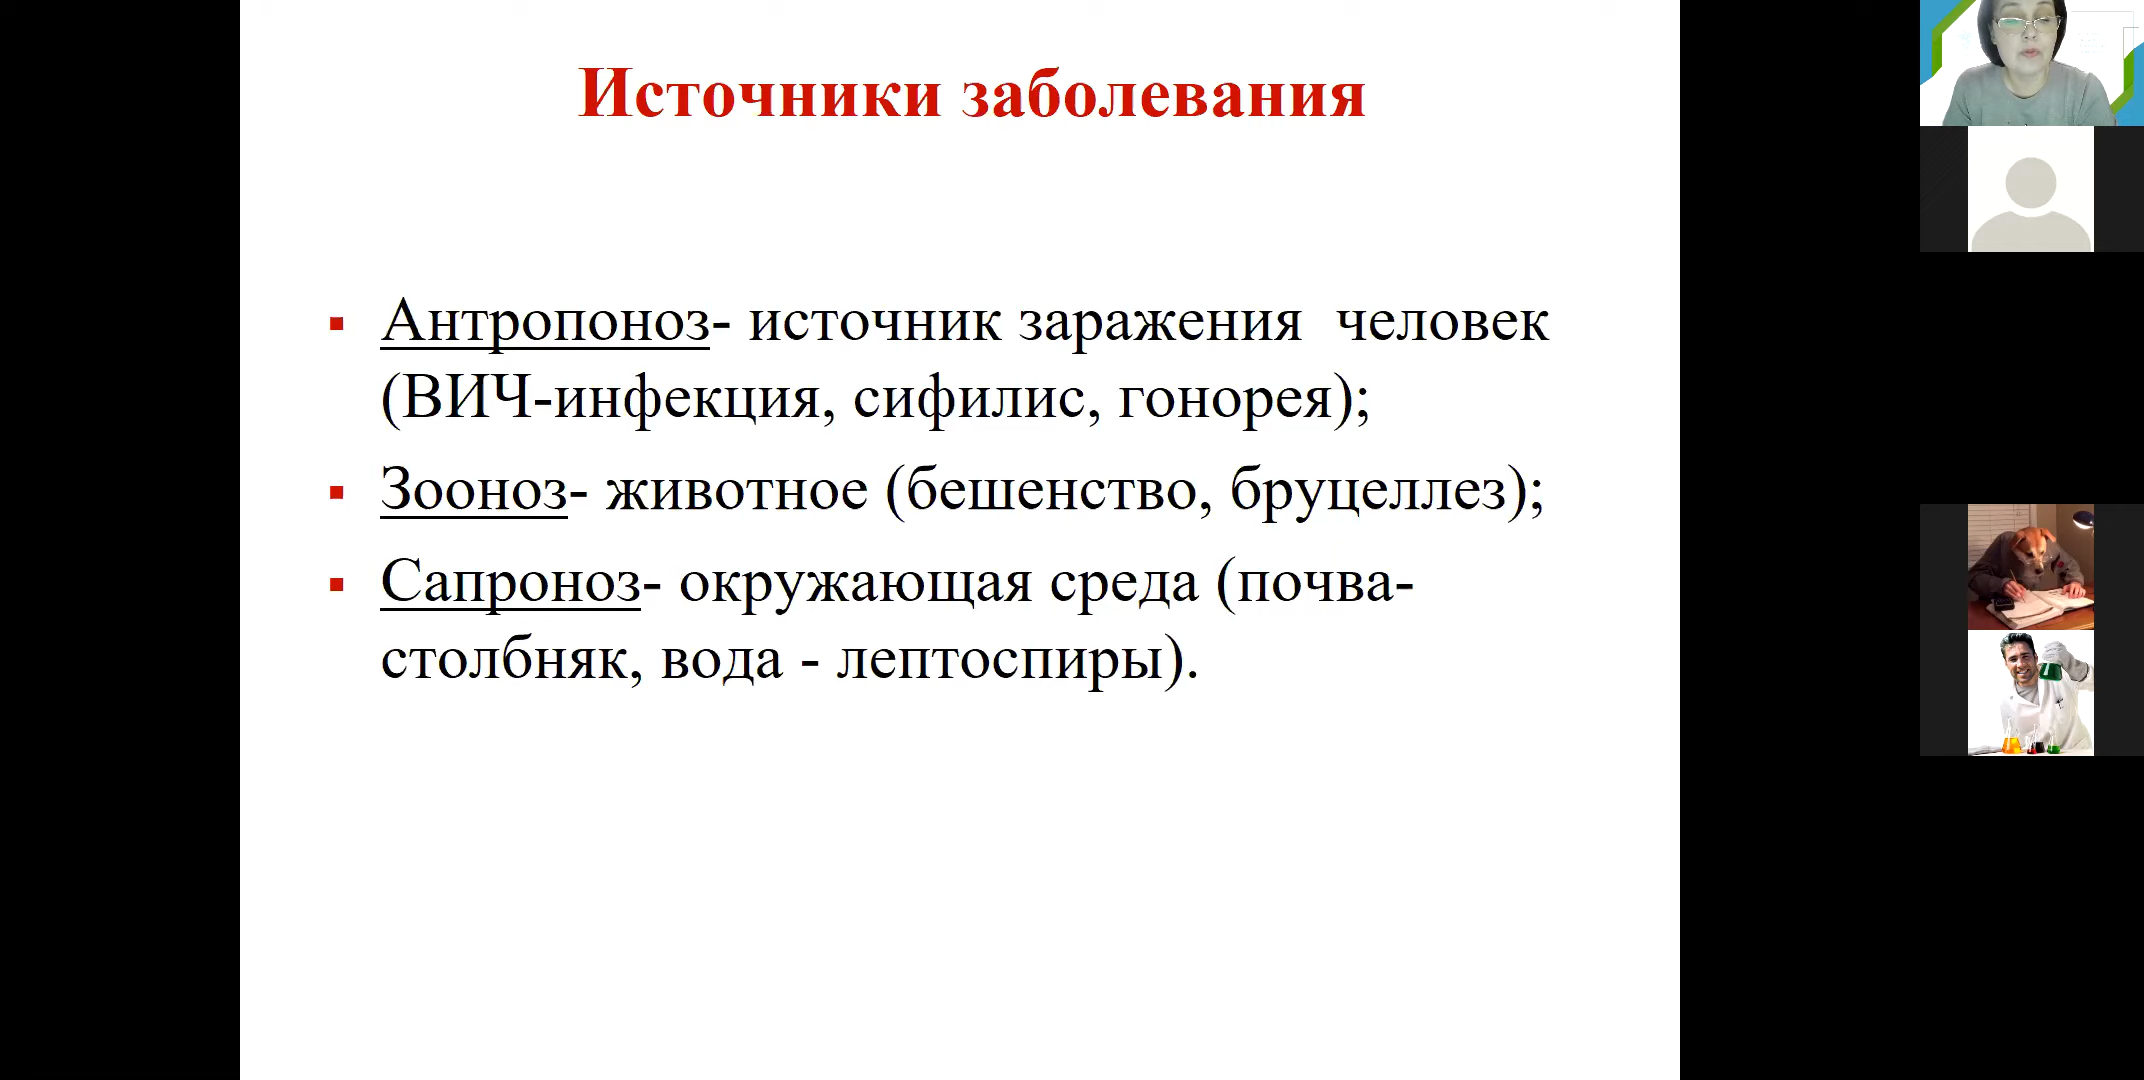 Источники заболевания
▪ Антропоноз- источник заражения человек
(ВИЧ-инфекция, сифилис, гонорея);
▪ Зооноз- животное (бешенство, бруцеллез);
▪ Сапроноз- окружающая среда (почва-
столбняк, вода - лептоспиры).